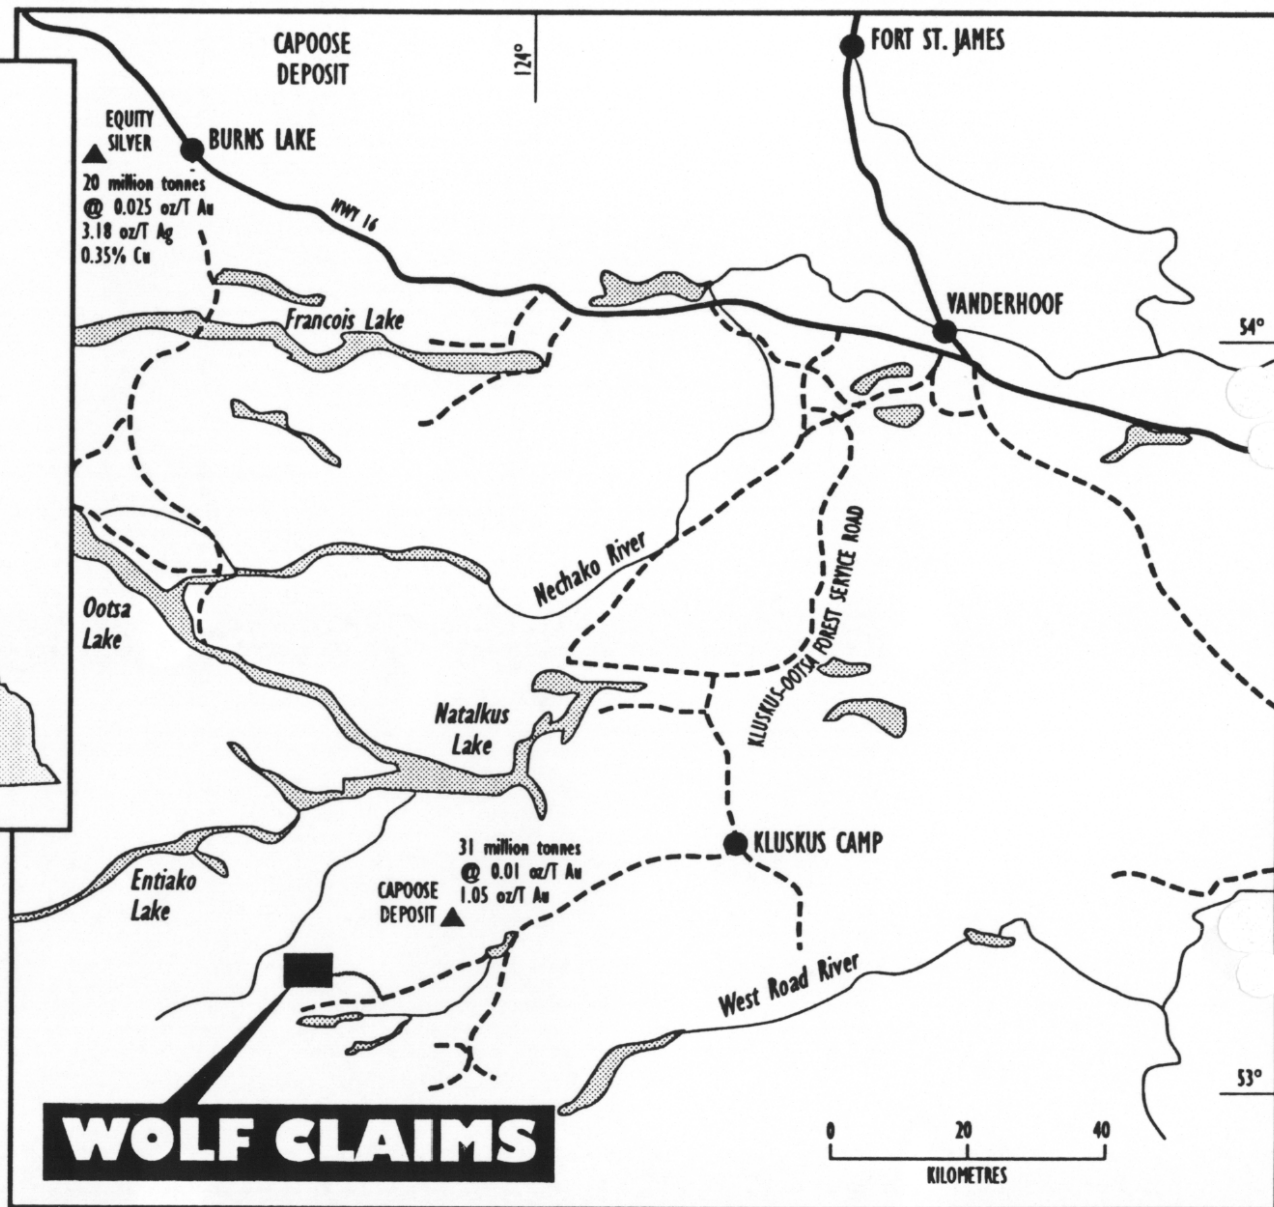 CAPOOSE
DEPOSIT
124°
FORT ST. JAMES
EQUITY
SILVER
BURNS LAKE
20 million tonnes
@ 0.025 oz/T Au
3.18 oz/T Ag
0.35% Cu
HWY 16
Francois Lake
VANDERHOOF
54°
Nechako River
KLUSKUS-OOTSA FOREST SERVICE ROAD
Ootsa
Lake
Natalkus
Lake
31 million tonnes
@ 0.01 oz/T Au
1.05 oz/T Au
KLUSKUS CAMP
Entiako
Lake
CAPOOSE
DEPOSIT
West Road River
53°
WOLF CLAIMS
0 20 40
KILOMETRES